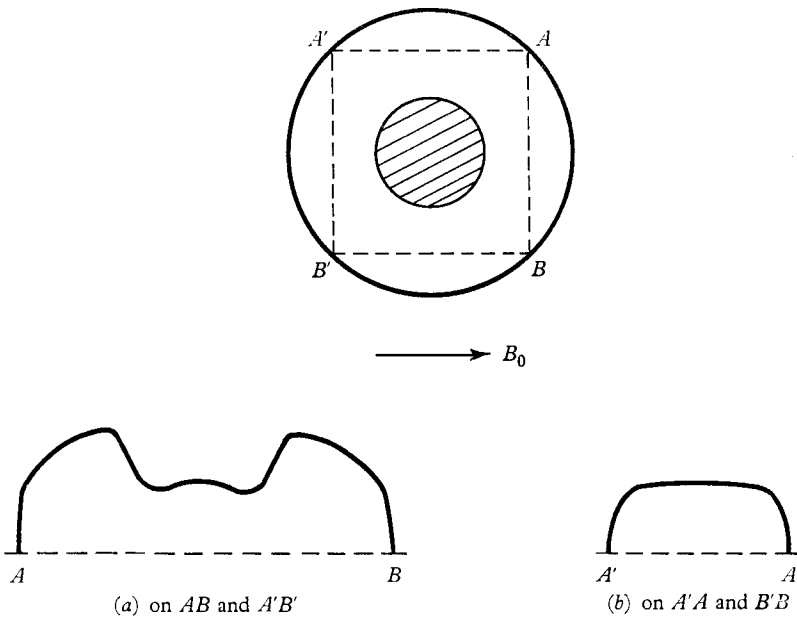 A′ A
B′ B
B₀
A B A′ A
(a) on AB and A′B′ (b) on A′A and B′B